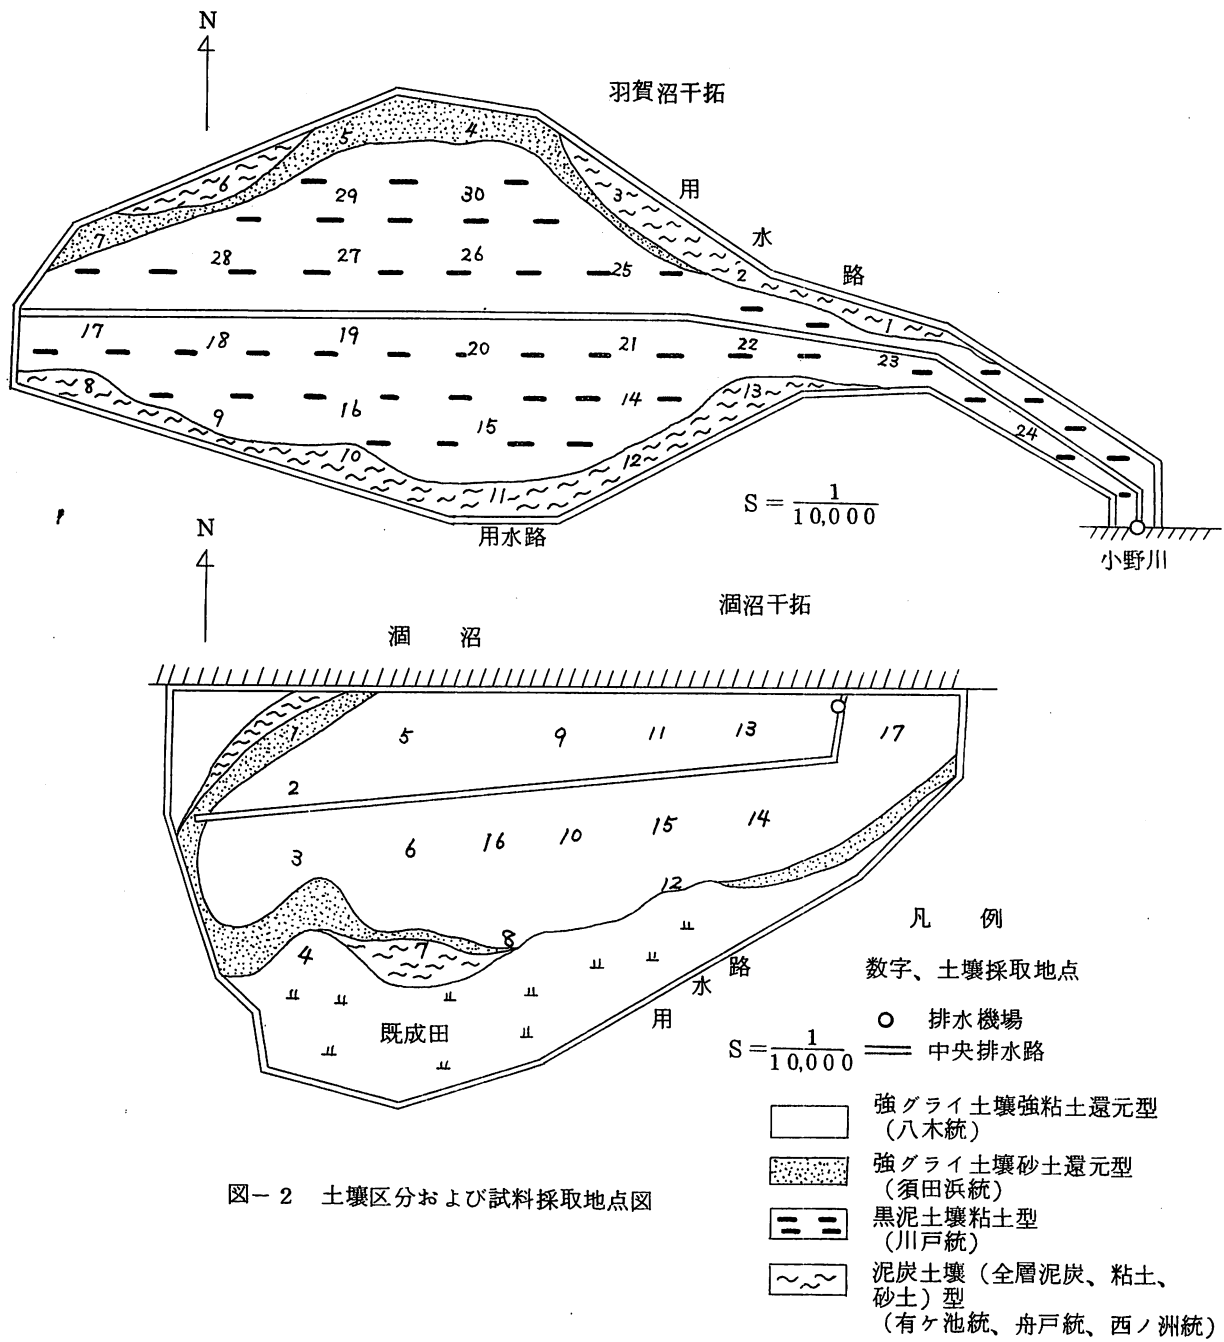 N
羽賀沼干拓
用水路
5 4
6
3
29 30
7
28 27 26 25
2
1
17 18 19 20 21 22 23
8
16 14 13
9
15
24
10
12
11
S = 1/10,000
用水路
小野川
N
涸沼干拓
涸 沼
1 5 9 11 13 17
2
3 6 16 10 15 14
12
4 7 8
既成田
用水路
凡 例
数字、土壌採取地点
排水機場
S = 1/10,000
中央排水路
強グライ土壌強粘土還元型
(八木統)
強グライ土壌砂土還元型
(須田浜統)
黒泥土壌粘土型
(川戸統)
泥炭土壌(全層泥炭、粘土、
砂土)型
(有ケ池統、舟戸統、西ノ洲統)
図-2 土壌区分および試料採取地点図